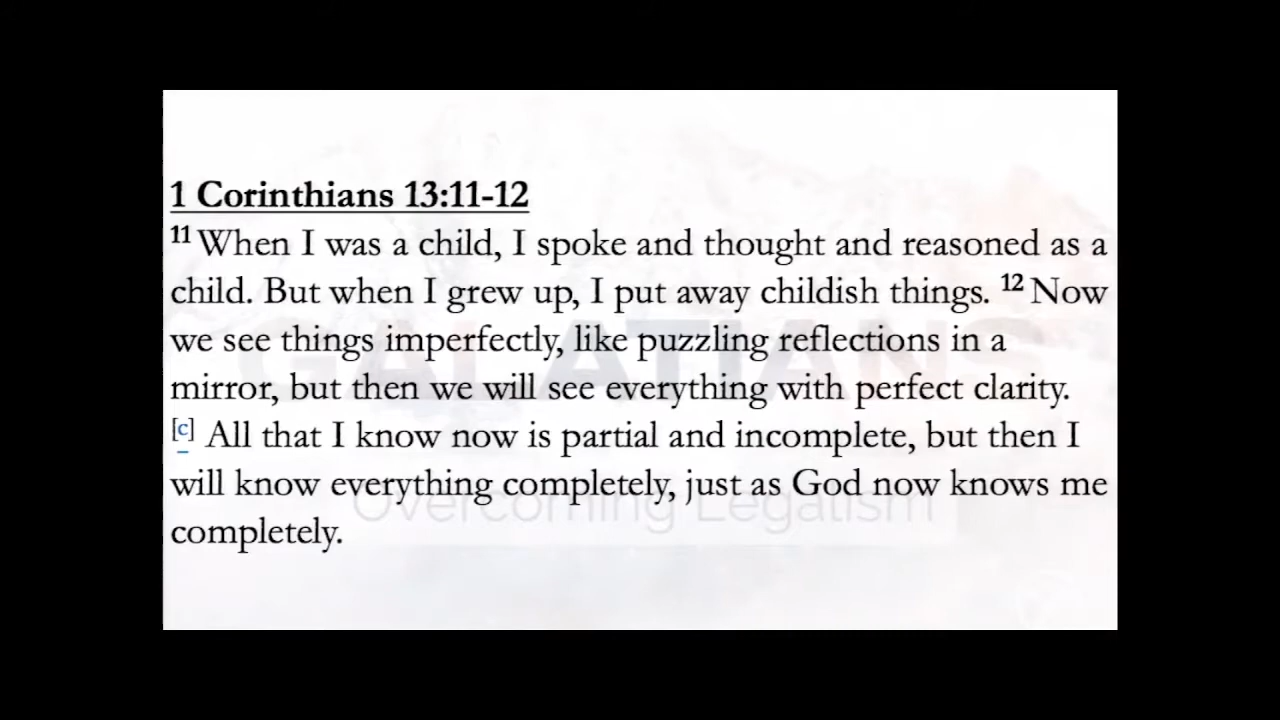 1 Corinthians 13:11-12
11 When I was a child, I spoke and thought and reasoned as a
child. But when I grew up, I put away childish things. 12 Now
we see things imperfectly, like puzzling reflections in a
mirror, but then we will see everything with perfect clarity.
[c] All that I know now is partial and incomplete, but then I
will know everything completely, just as God now knows me
completely.
GALATIANS
Overcoming Legalism